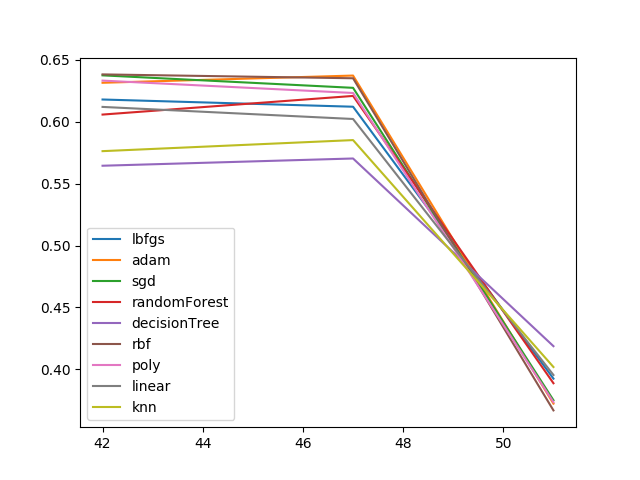 0.65
0.60
0.55
0.50
0.45
0.40
lbfgs
adam
sgd
randomForest
decisionTree
rbf
poly
linear
knn
42 44 46 48 50